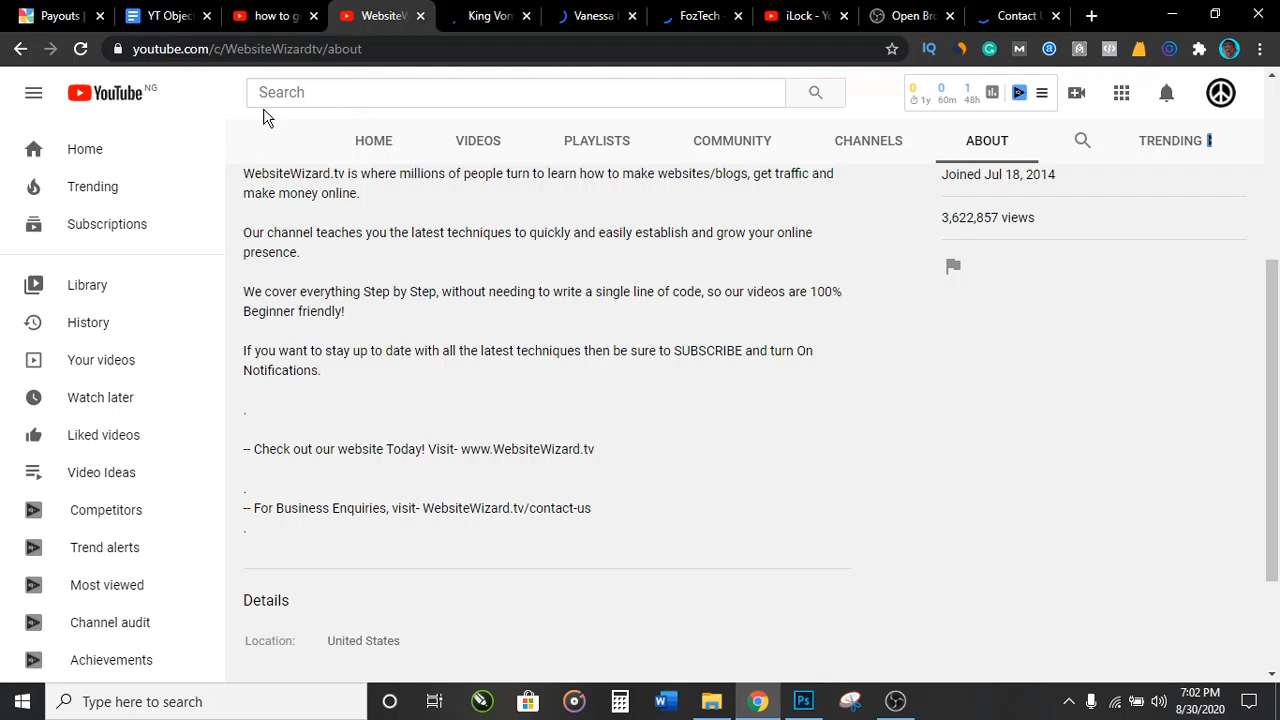 Payouts |
YT Object
how to g
WebsiteW
King Von
Vanessa
FozTech -
iLock - Yo
Open Bro
Contact U
youtube.com/c/WebsiteWizardtv/about
YouTube NG
Search
0 0 1
1y 60m 48h
HOME VIDEOS PLAYLISTS COMMUNITY CHANNELS ABOUT TRENDING
Home
Trending
Subscriptions
Library
History
Your videos
Watch later
Liked videos
Video Ideas
Competitors
Trend alerts
Most viewed
Channel audit
Achievements
WebsiteWizard.tv is where millions of people turn to learn how to make websites/blogs, get traffic and
make money online.
Our channel teaches you the latest techniques to quickly and easily establish and grow your online
presence.
We cover everything Step by Step, without needing to write a single line of code, so our videos are 100%
Beginner friendly!
If you want to stay up to date with all the latest techniques then be sure to SUBSCRIBE and turn On
Notifications.
.
-- Check out our website Today! Visit- www.WebsiteWizard.tv
.
-- For Business Enquiries, visit- WebsiteWizard.tv/contact-us
.
Details
Location: United States
Joined Jul 18, 2014
3,622,857 views
Type here to search
7:02 PM
8/30/2020